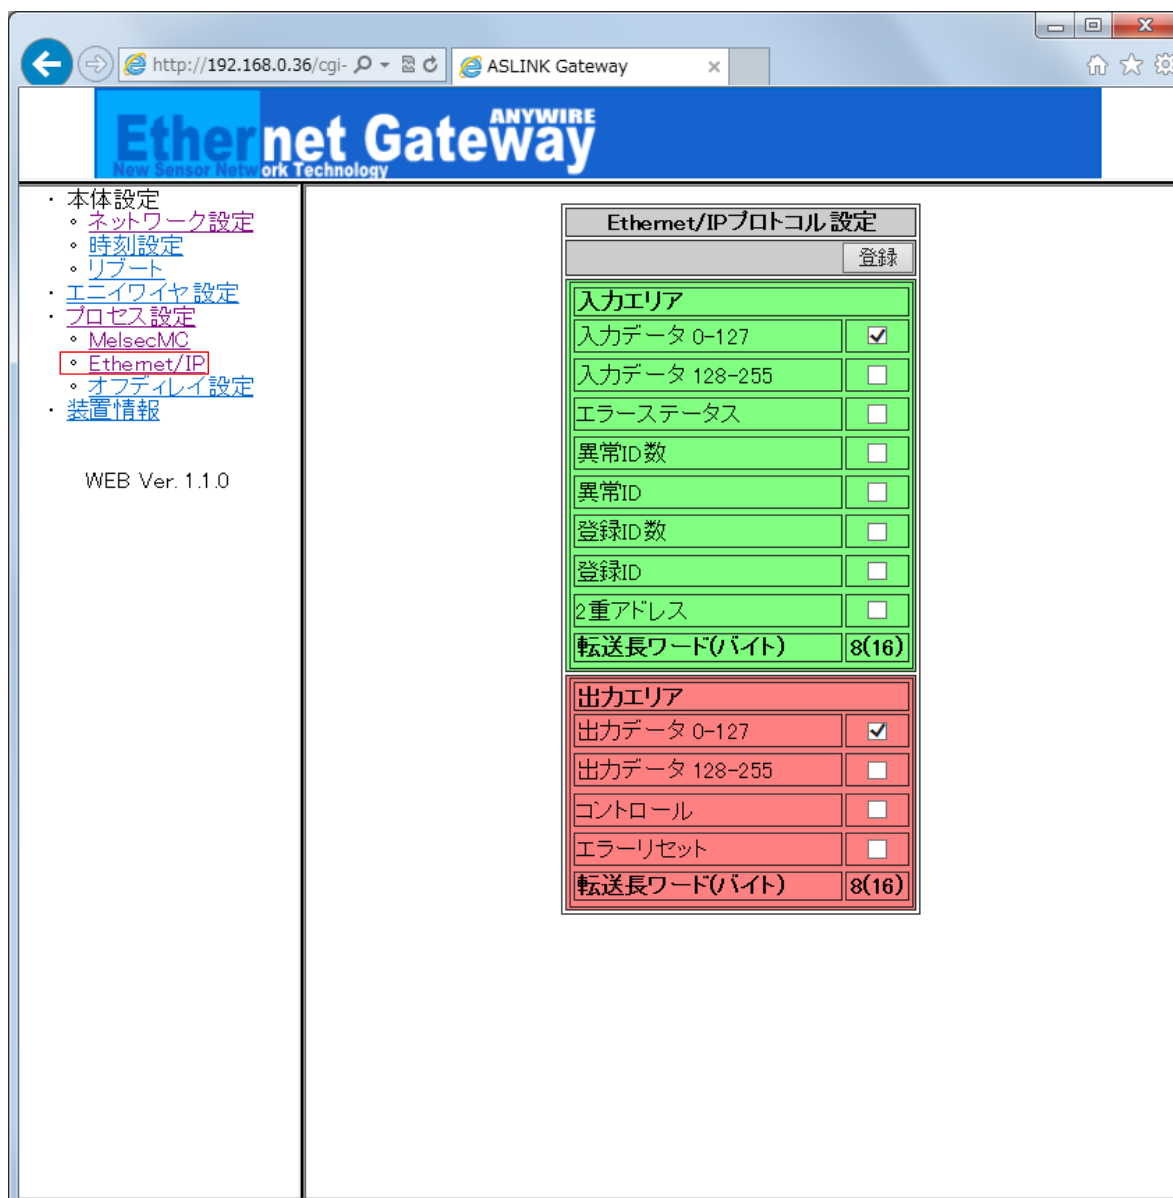 http://192.168.0.36/cgi-
ASLINK Gateway
Ethernet Gateway
ANYWIRE
New Sensor Network Technology
・本体設定
◦ネットワーク設定
◦時刻設定
◦リブート
・エニイワイヤ設定
・プロセス設定
◦MelsecMC
◦Ethernet/IP
◦オフディレイ設定
・装置情報
WEB Ver. 1.1.0
Ethernet/IPプロトコル設定
登録
入力エリア
入力データ 0-127
入力データ 128-255
エラーステータス
異常ID数
異常ID
登録ID数
登録ID
2重アドレス
転送長ワード(バイト) 8(16)
出力エリア
出力データ 0-127
出力データ 128-255
コントロール
エラーリセット
転送長ワード(バイト) 8(16)